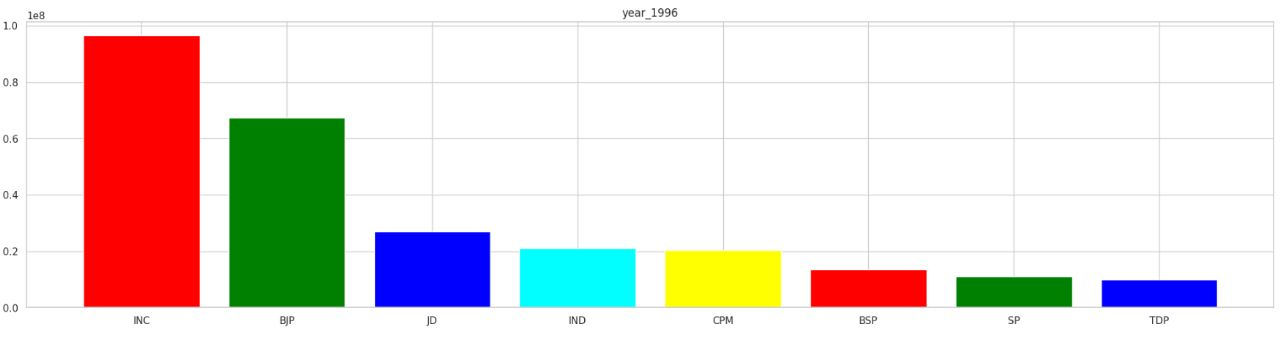 year_1996
1e8
1.0
0.8
0.6
0.4
0.2
0.0
INC BJP JD IND CPM BSP SP TDP